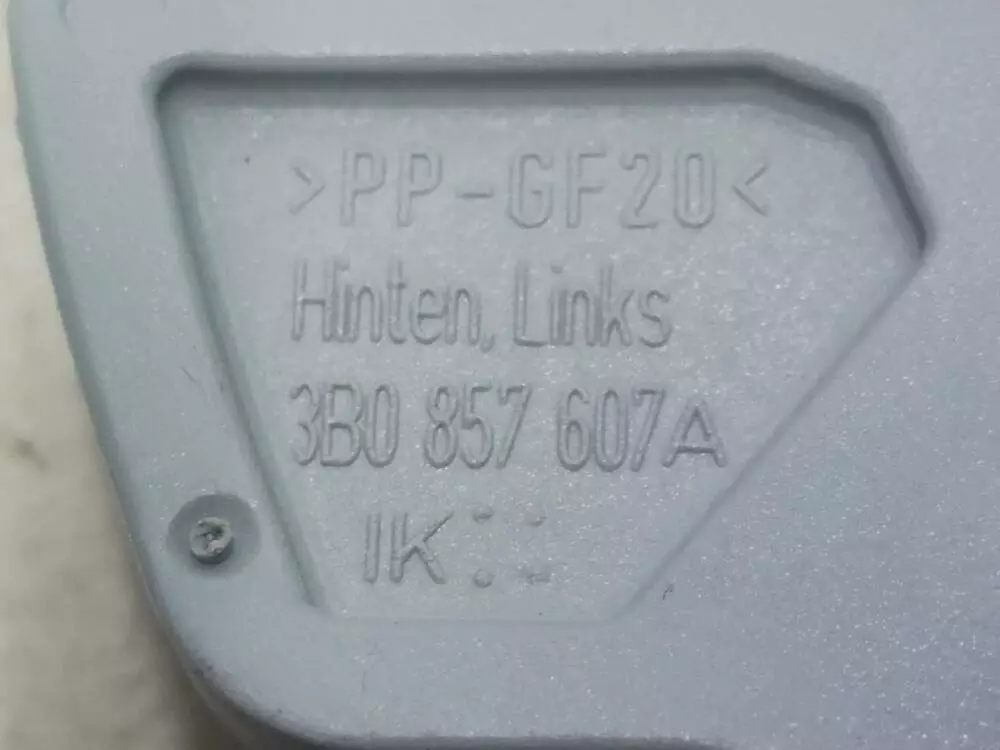 >PP-GF20<
Hinten, Links
3B0 857 607A
IK